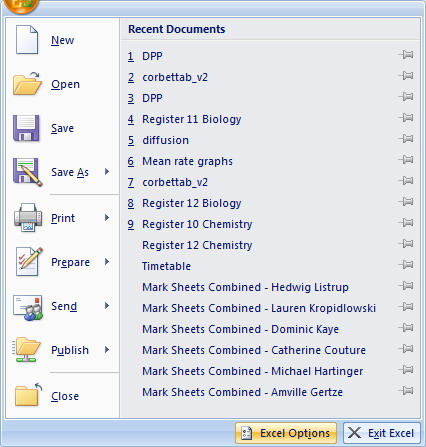 New
Open
Save
Save As
Print
Prepare
Send
Publish
Close
Recent Documents
1 DPP
2 corbettab_v2
3 DPP
4 Register 11 Biology
5 diffusion
6 Mean rate graphs
7 corbettab_v2
8 Register 12 Biology
9 Register 10 Chemistry
Register 12 Chemistry
Timetable
Mark Sheets Combined - Hedwig Listrup
Mark Sheets Combined - Lauren Kropidlowski
Mark Sheets Combined - Dominic Kaye
Mark Sheets Combined - Catherine Couture
Mark Sheets Combined - Michael Hartinger
Mark Sheets Combined - Amville Gertze
Excel Options
Exit Excel